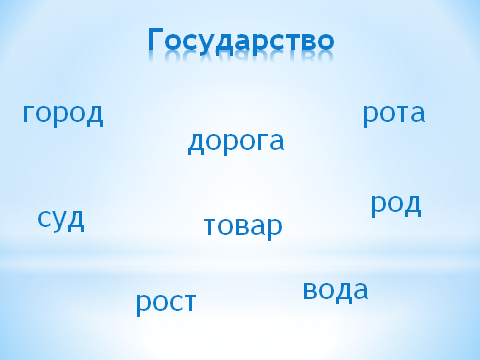 Государство
город
рота
дорога
род
суд
товар
вода
рост